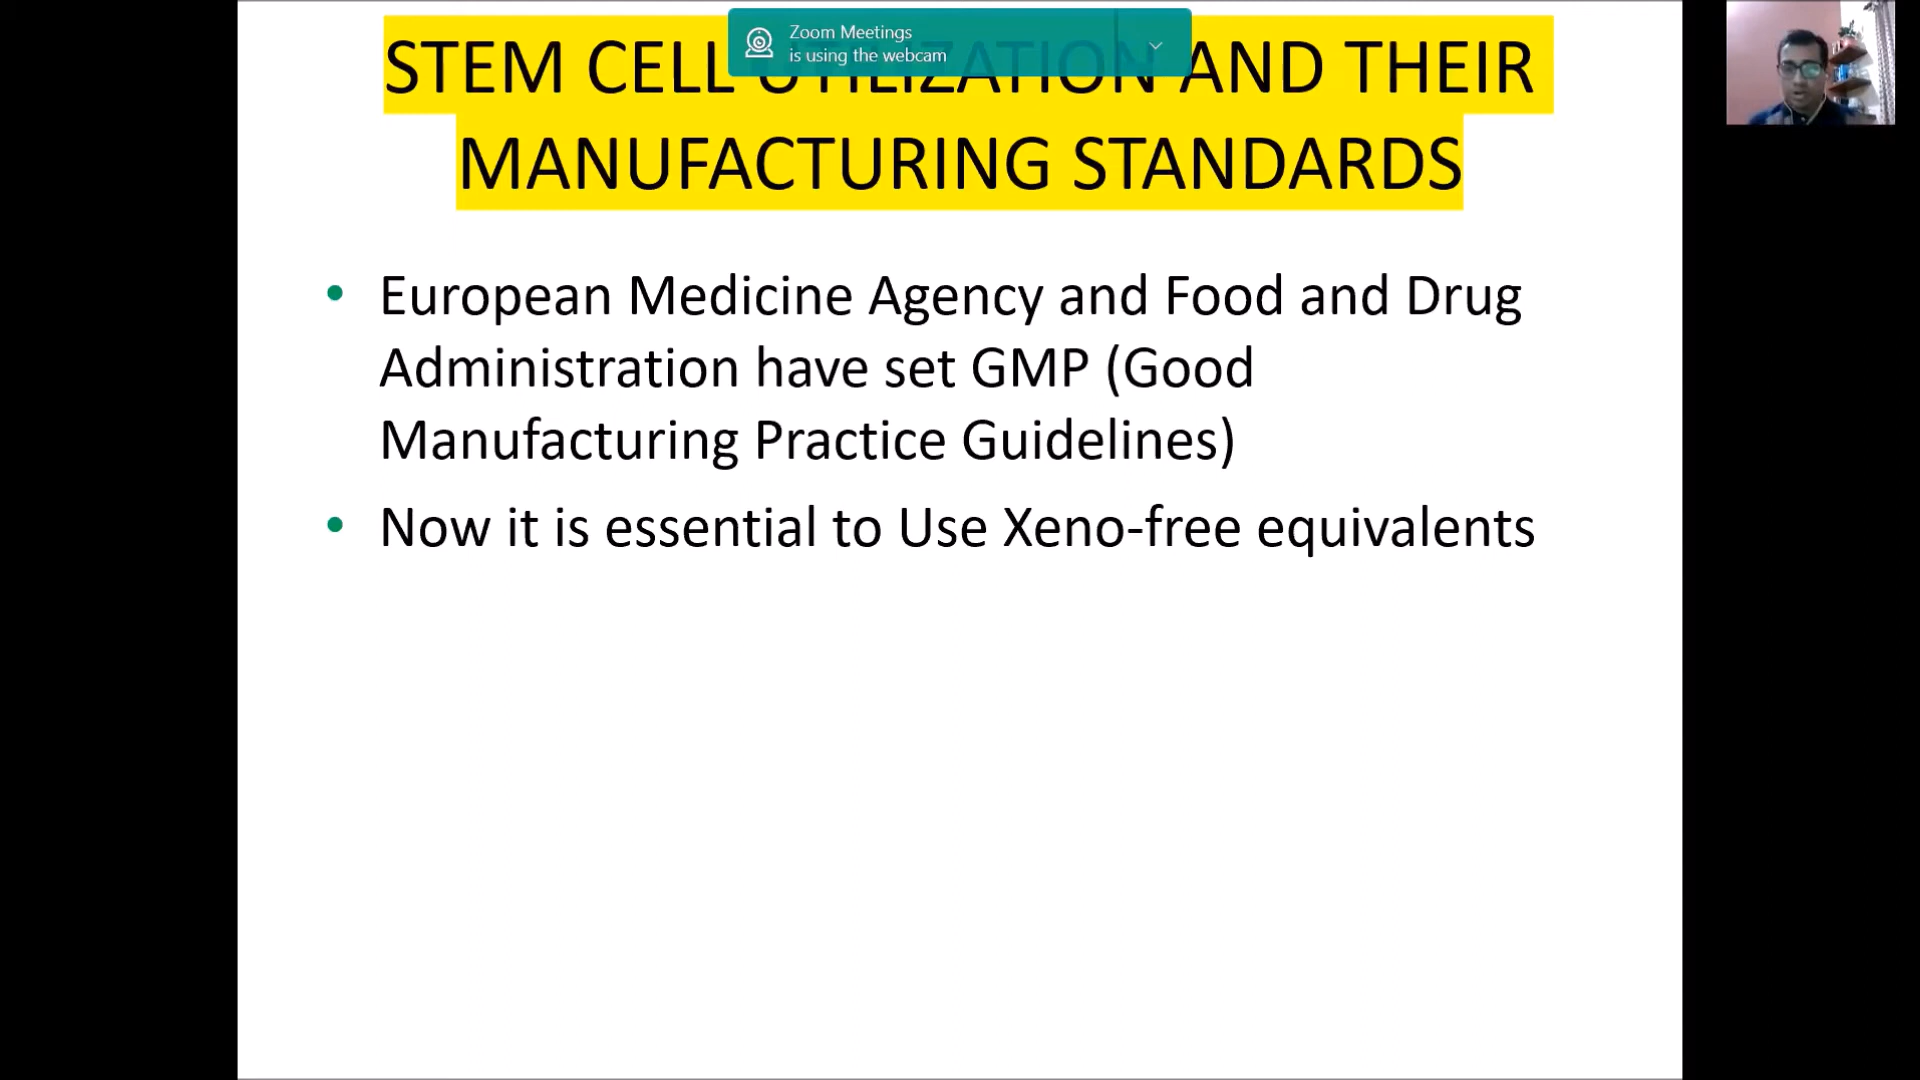 Zoom Meetings
is using the webcam
STEM CELL UTILIZATION AND THEIR
MANUFACTURING STANDARDS
• European Medicine Agency and Food and Drug
Administration have set GMP (Good
Manufacturing Practice Guidelines)
• Now it is essential to Use Xeno-free equivalents